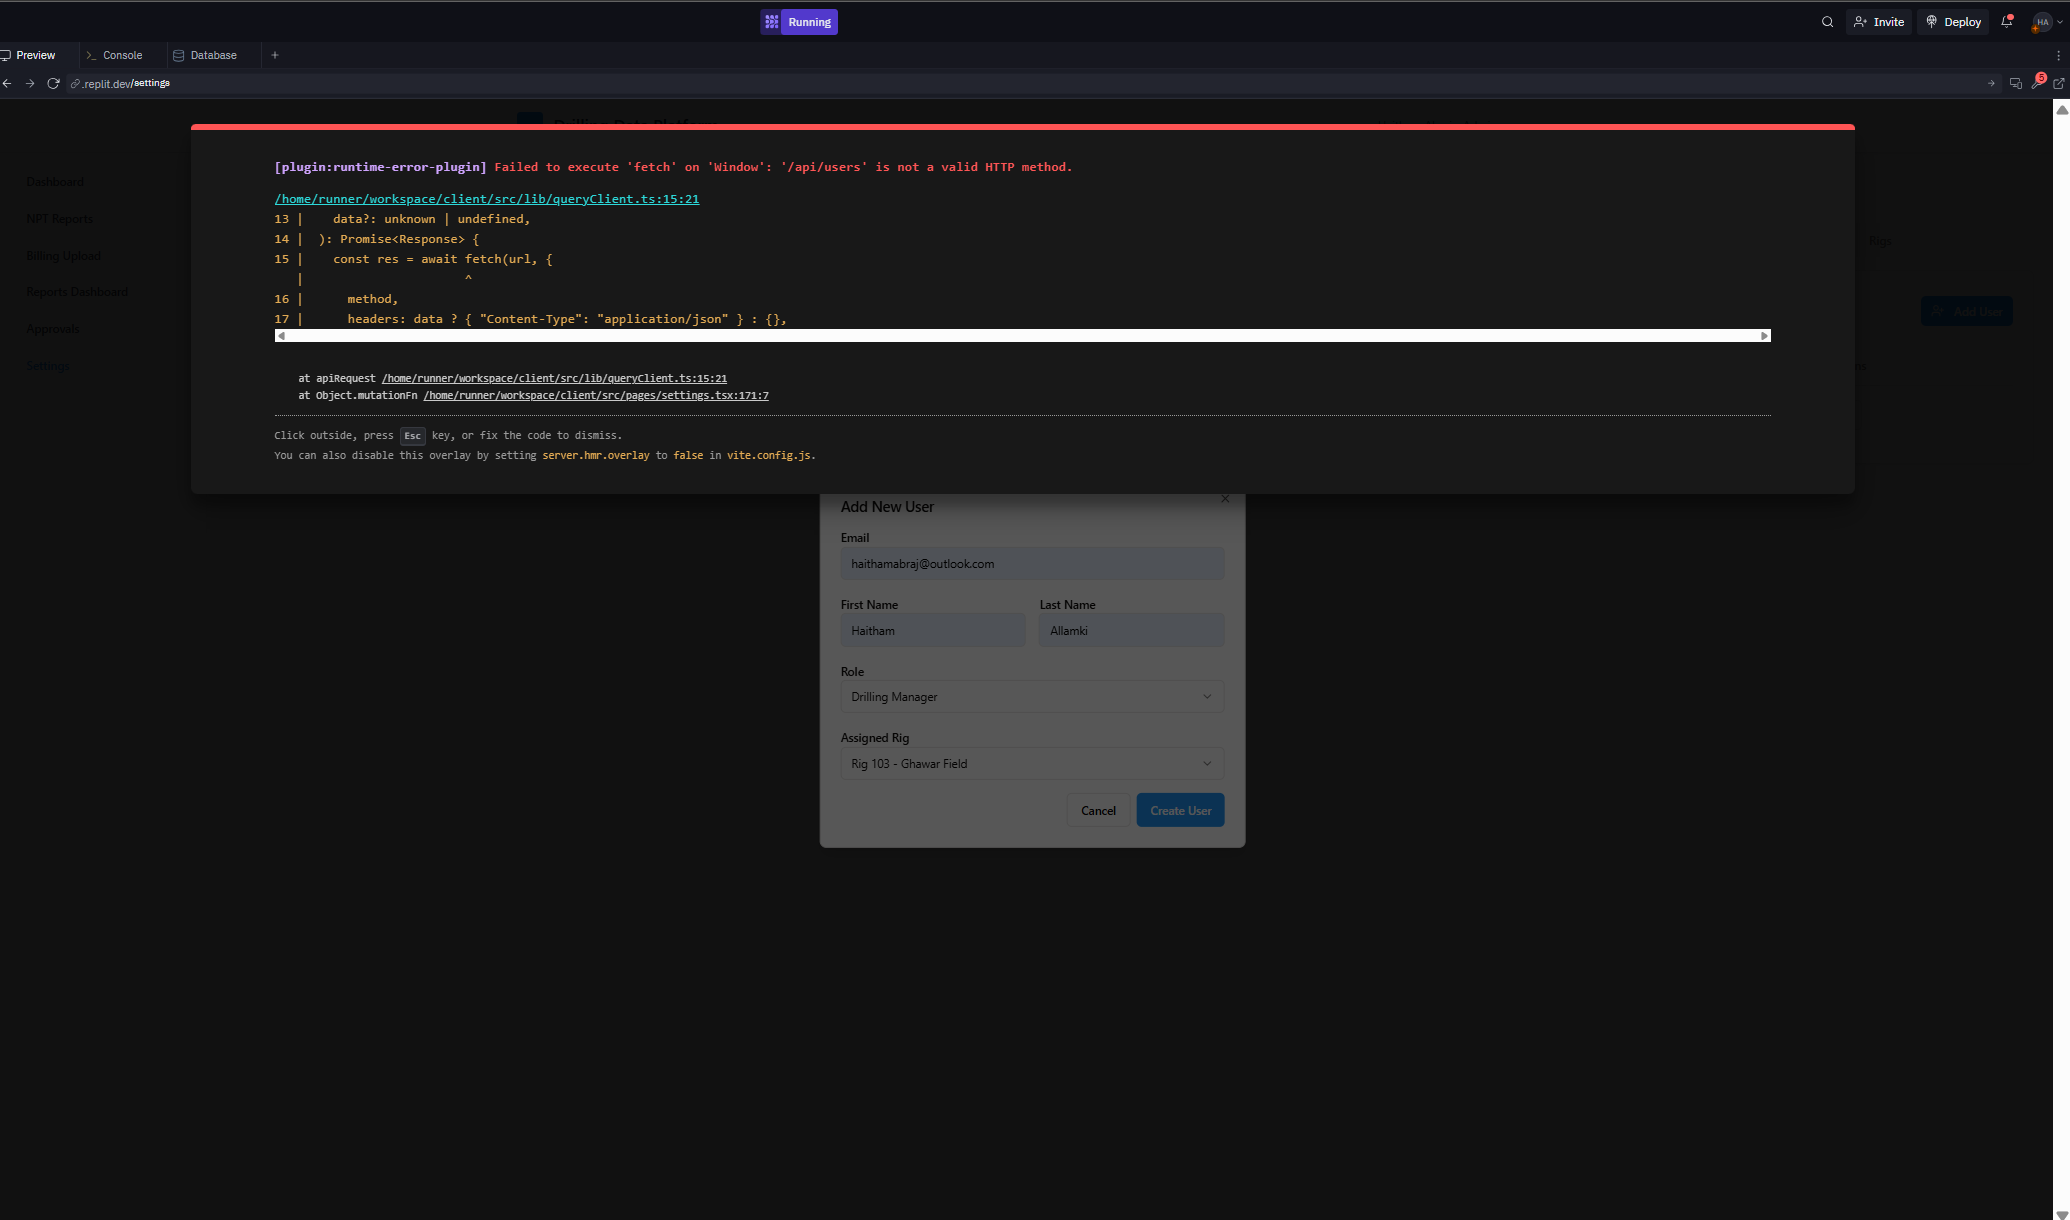 Running
Invite
Deploy
HA
Preview
Console
Database
+
.replit.dev/settings
5
Drilling Data Platform
Dashboard
NPT Reports
Billing Upload
Reports Dashboard
Approvals
Settings
Rigs
Add User
[plugin:runtime-error-plugin] Failed to execute 'fetch' on 'Window': '/api/users' is not a valid HTTP method.
/home/runner/workspace/client/src/lib/queryClient.ts:15:21
13 |    data?: unknown | undefined,
14 |  ): Promise<Response> {
15 |    const res = await fetch(url, {
   |                      ^
16 |      method,
17 |      headers: data ? { "Content-Type": "application/json" } : {},
at apiRequest /home/runner/workspace/client/src/lib/queryClient.ts:15:21
at Object.mutationFn /home/runner/workspace/client/src/pages/settings.tsx:171:7
Click outside, press Esc key, or fix the code to dismiss.
You can also disable this overlay by setting server.hmr.overlay to false in vite.config.js.
Add New User
Email
haithamabraj@outlook.com
First Name Last Name
Haitham Allamki
Role
Drilling Manager
Assigned Rig
Rig 103 - Ghawar Field
Cancel Create User